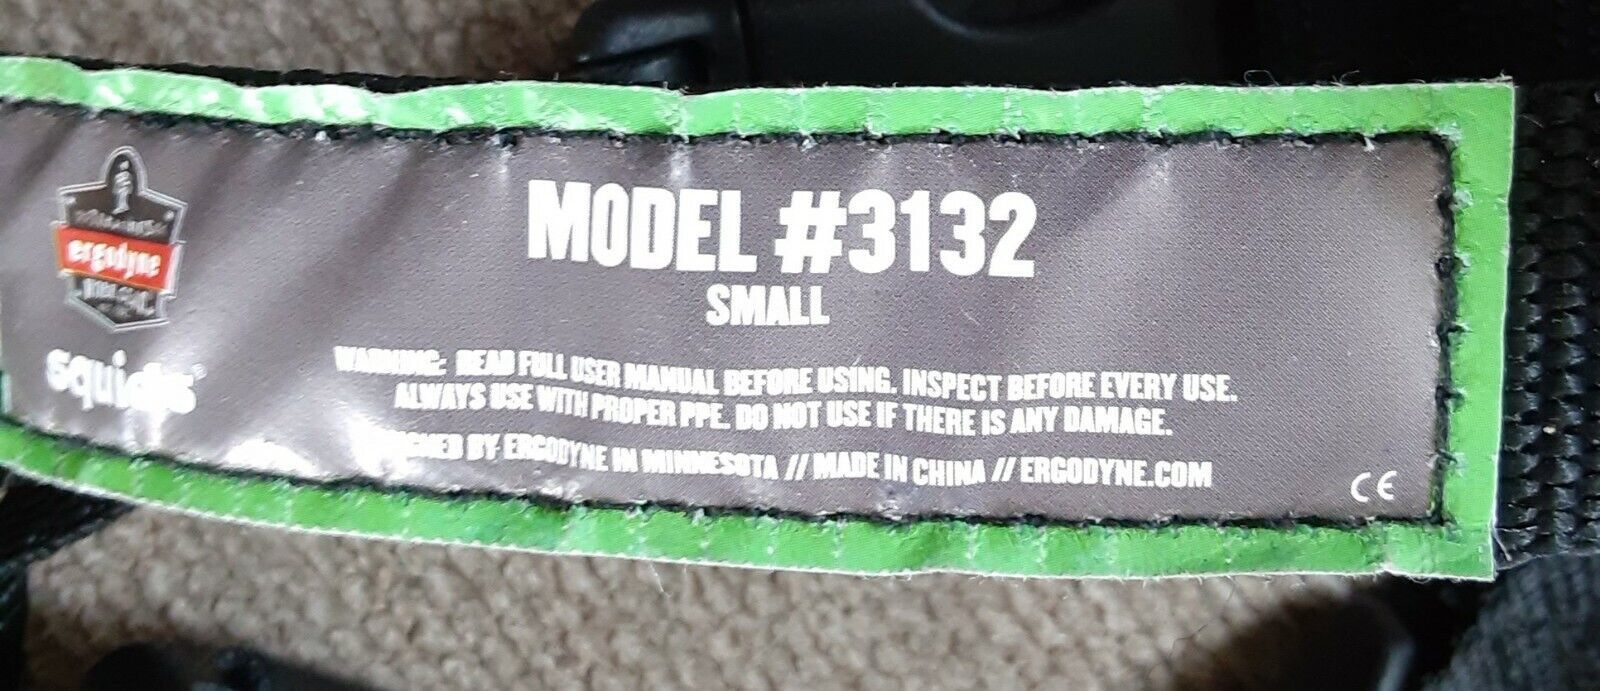 ergodyne
squids®
MODEL #3132
SMALL
WARNING: READ FULL USER MANUAL BEFORE USING. INSPECT BEFORE EVERY USE.
ALWAYS USE WITH PROPER PPE. DO NOT USE IF THERE IS ANY DAMAGE.
DESIGNED BY ERGODYNE IN MINNESOTA // MADE IN CHINA // ERGODYNE.COM
CE